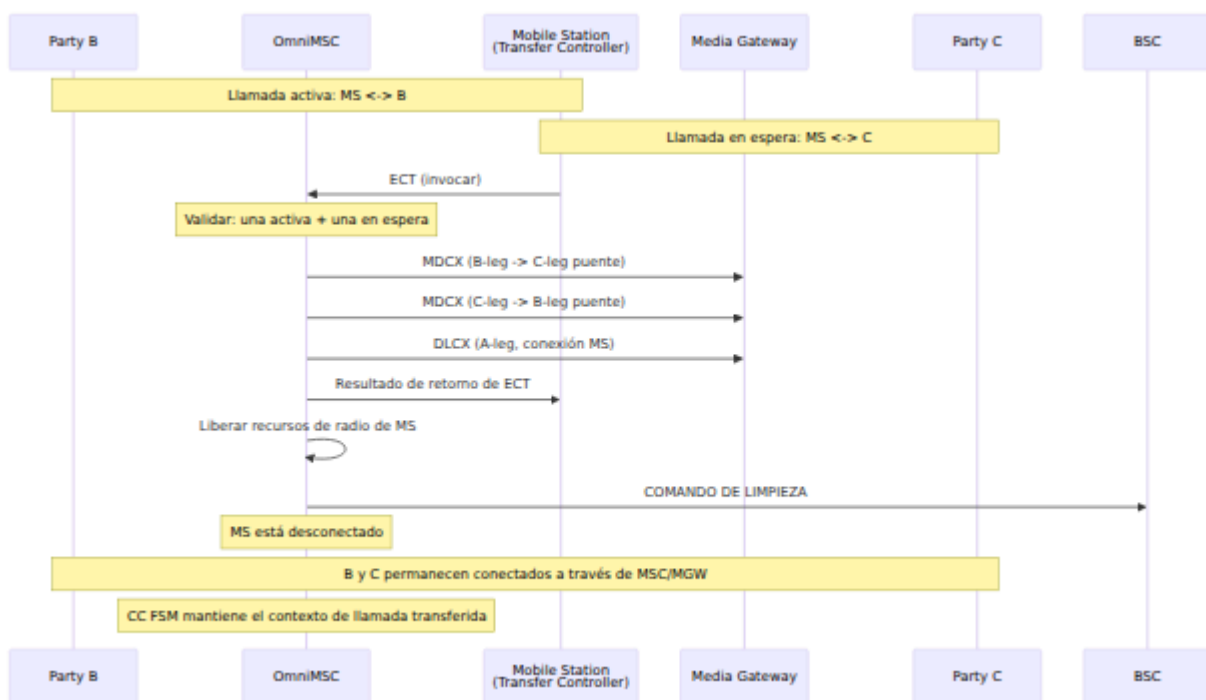 Party B
OmniMSC
Mobile Station
(Transfer Controller)
Media Gateway
Party C
BSC
Llamada activa: MS <-> B
Llamada en espera: MS <-> C
ECT (invocar)
Validar: una activa + una en espera
MDCX (B-leg -> C-leg puente)
MDCX (C-leg -> B-leg puente)
DLCX (A-leg, conexión MS)
Resultado de retorno de ECT
Liberar recursos de radio de MS
COMANDO DE LIMPIEZA
MS está desconectado
B y C permanecen conectados a través de MSC/MGW
CC FSM mantiene el contexto de llamada transferida
Party B
OmniMSC
Mobile Station
(Transfer Controller)
Media Gateway
Party C
BSC